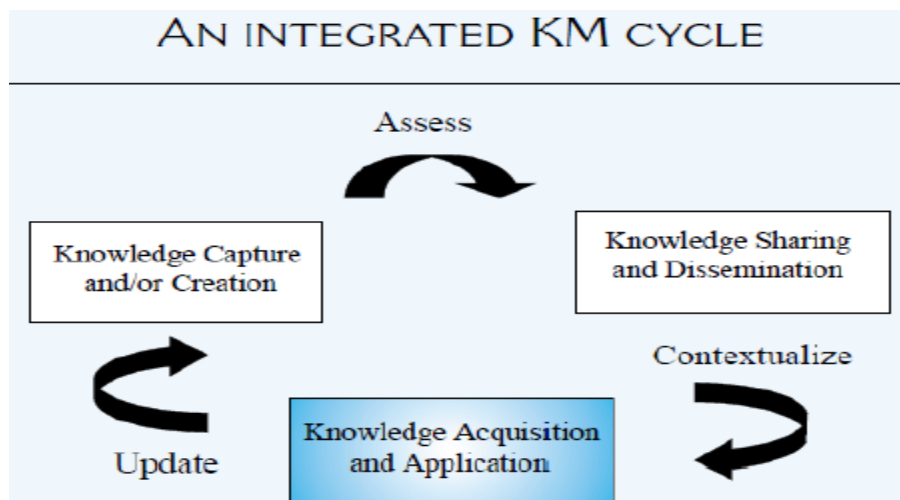 AN INTEGRATED KM CYCLE
Assess
Knowledge Capture
and/or Creation
Knowledge Sharing
and Dissemination
Contextualize
Knowledge Acquisition
and Application
Update